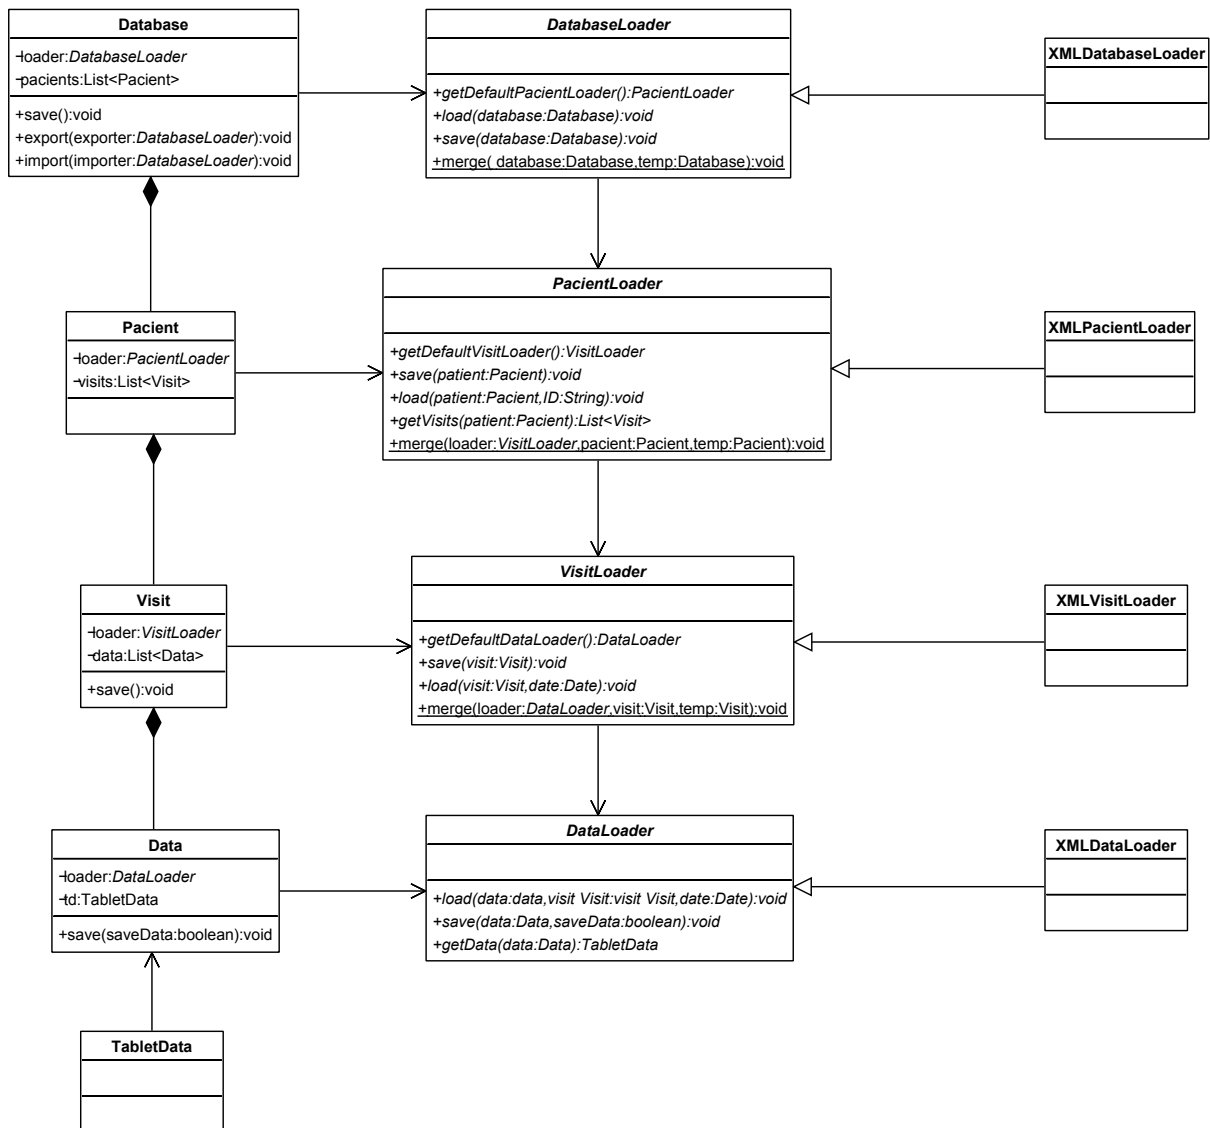 Database
-loader:DatabaseLoader
-pacients:List<Pacient>
+save():void
+export(exporter:DatabaseLoader):void
+import(importer:DatabaseLoader):void
DatabaseLoader
+getDefaultPacientLoader():PacientLoader
+load(database:Database):void
+save(database:Database):void
+merge( database:Database,temp:Database):void
XMLDatabaseLoader
Pacient
-loader:PacientLoader
-visits:List<Visit>
PacientLoader
+getDefaultVisitLoader():VisitLoader
+save(patient:Pacient):void
+load(patient:Pacient,ID:String):void
+getVisits(patient:Pacient):List<Visit>
+merge(loader:VisitLoader,pacient:Pacient,temp:Pacient):void
XMLPacientLoader
Visit
-loader:VisitLoader
-data:List<Data>
+save():void
VisitLoader
+getDefaultDataLoader():DataLoader
+save(visit:Visit):void
+load(visit:Visit,date:Date):void
+merge(loader:DataLoader,visit:Visit,temp:Visit):void
XMLVisitLoader
Data
-loader:DataLoader
-td:TabletData
+save(saveData:boolean):void
DataLoader
+load(data:data,visit Visit:visit Visit,date:Date):void
+save(data:Data,saveData:boolean):void
+getData(data:Data):TabletData
XMLDataLoader
TabletData